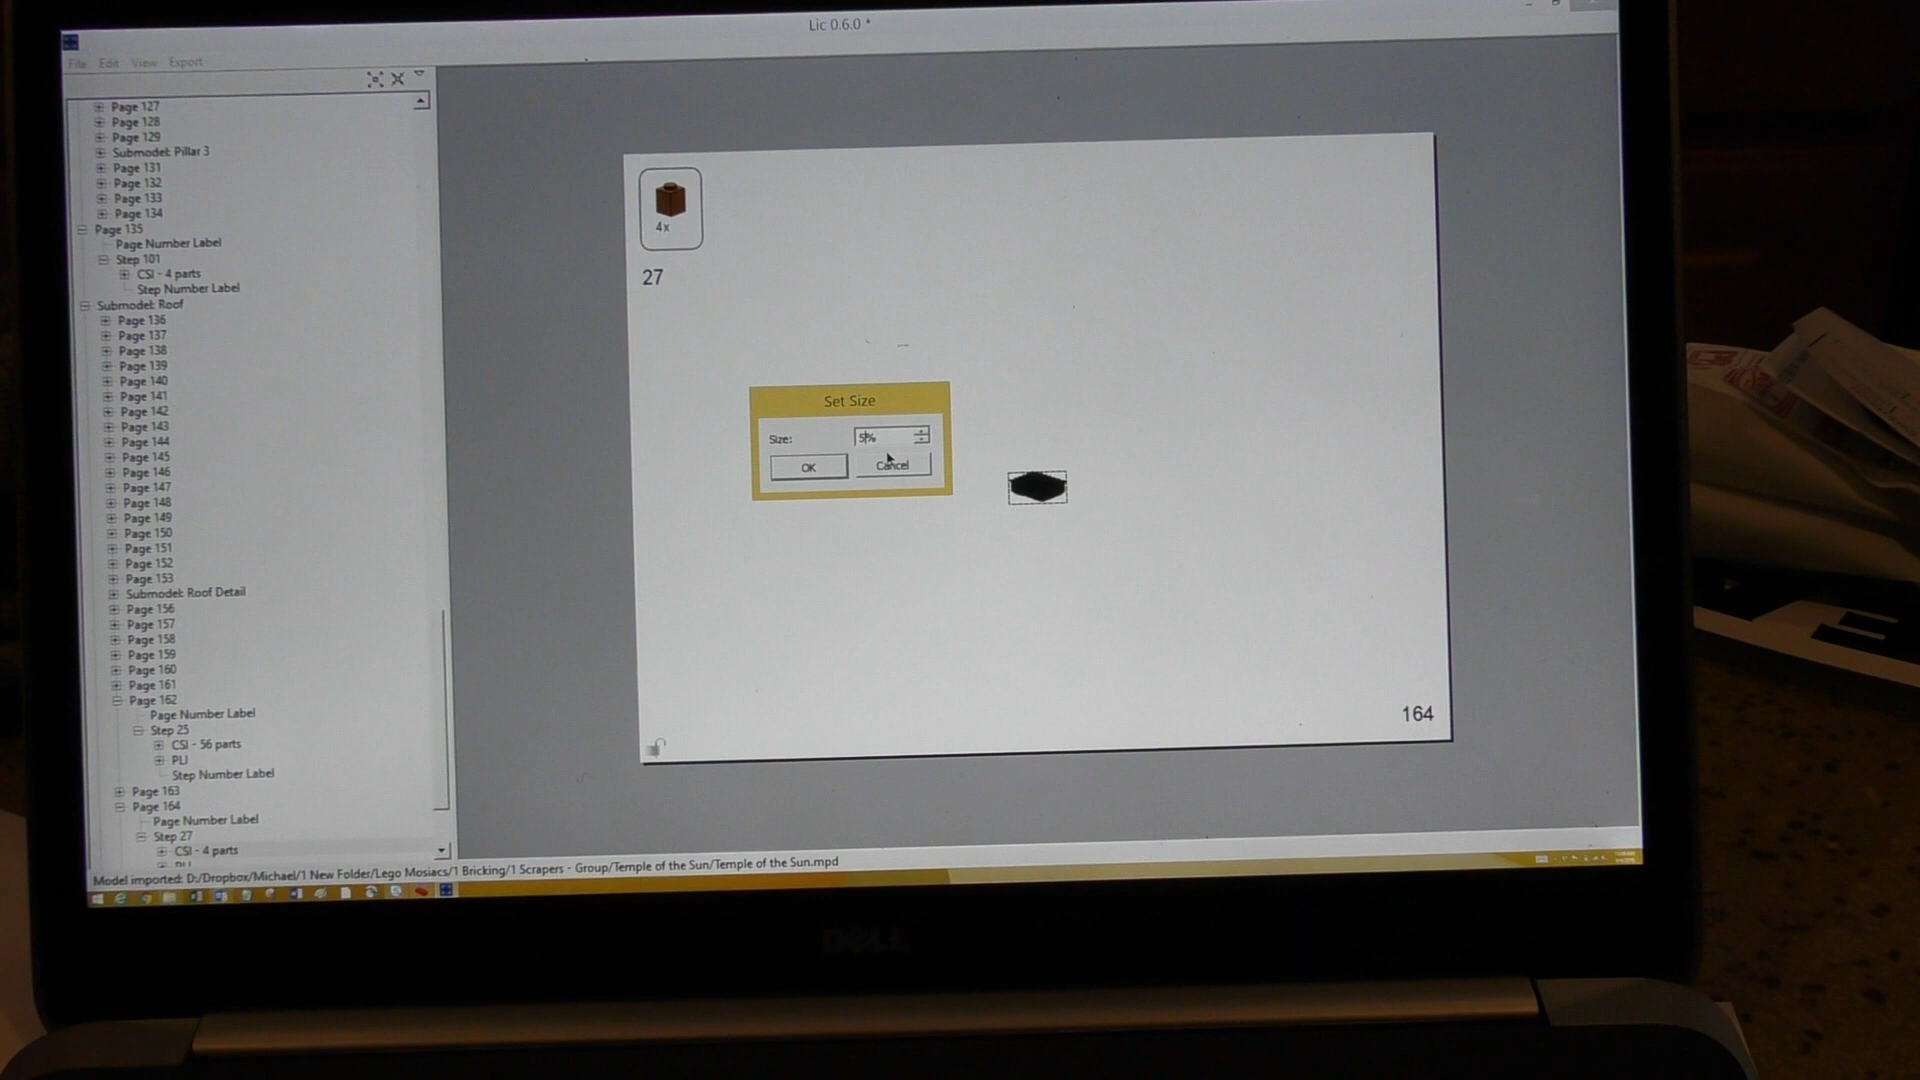 Lic 0.6.0 *
File Edit View Export
Page 127
Page 128
Page 129
Submodel: Pillar 3
Page 131
Page 132
Page 133
Page 134
Page 135
Page Number Label
Step 101
CSI - 4 parts
Step Number Label
Submodel: Roof
Page 136
Page 137
Page 138
Page 139
Page 140
Page 141
Page 142
Page 143
Page 144
Page 145
Page 146
Page 147
Page 148
Page 149
Page 150
Page 151
Page 152
Page 153
Submodel: Roof Detail
Page 156
Page 157
Page 158
Page 159
Page 160
Page 161
Page 162
Page Number Label
Step 25
CSI - 56 parts
PLI
Step Number Label
Page 163
Page 164
Page Number Label
Step 27
CSI - 4 parts
4x
27
Set Size
Size: 5%
OK Cancel
164
Model imported: D:/Dropbox/Michael/1 New Folder/Lego Mosiacs/1 Bricking/1 Scrapers - Group/Temple of the Sun/Temple of the Sun.mpd
DELL